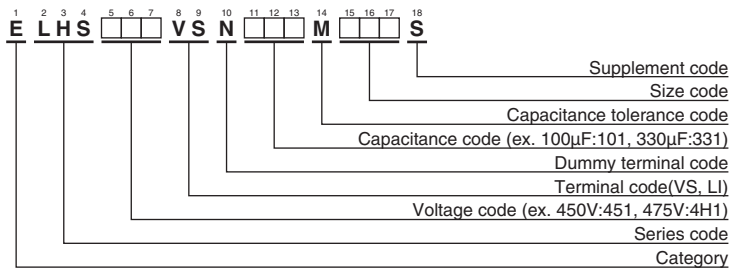 1 2 3 4 5 6 7 8 9 10 11 12 13 14 15 16 17 18
E L H S V S N M S
Supplement code
Size code
Capacitance tolerance code
Capacitance code (ex. 100μF:101, 330μF:331)
Dummy terminal code
Terminal code(VS, LI)
Voltage code (ex. 450V:451, 475V:4H1)
Series code
Category